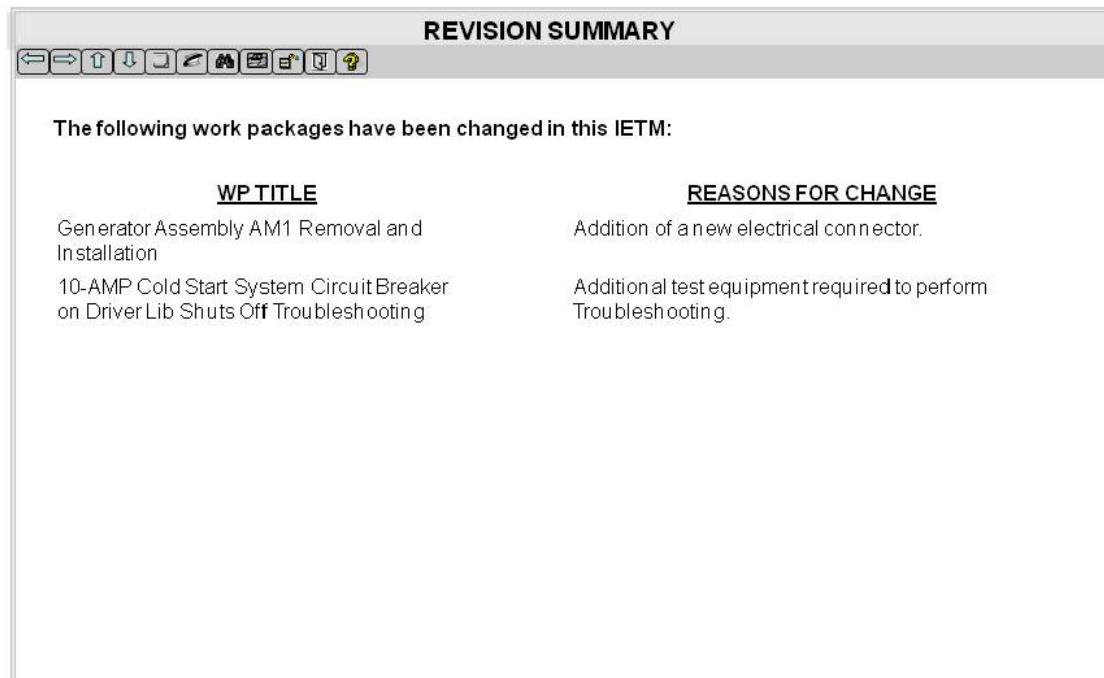 REVISION SUMMARY
The following work packages have been changed in this IETM:
WP TITLE
REASONS FOR CHANGE
Generator Assembly AM1 Removal and
Installation
Addition of a new electrical connector.
10-AMP Cold Start System Circuit Breaker
on Driver Lib Shuts Off Troubleshooting
Additional test equipment required to perform
Troubleshooting.